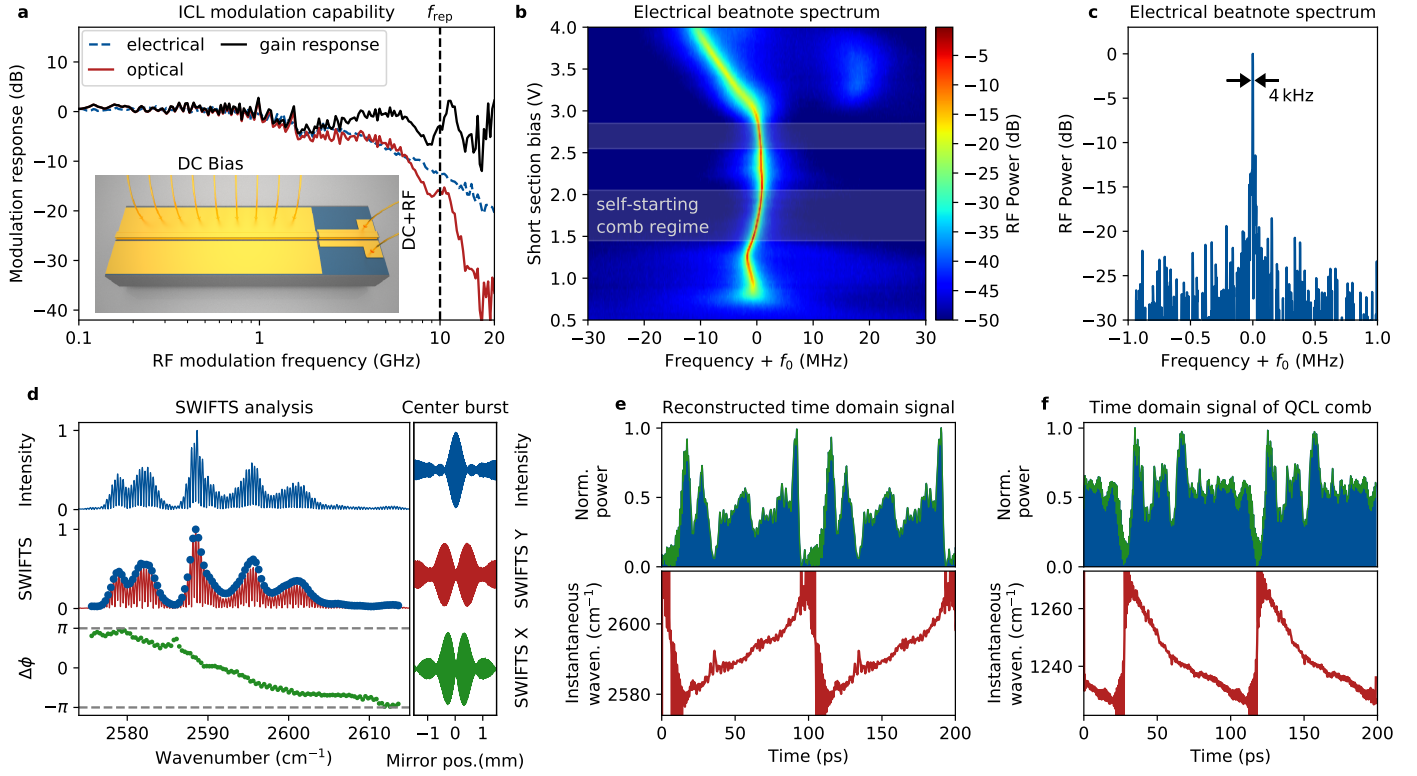 a
ICL modulation capability
f_rep
electrical
gain response
optical
10
0
−10
−20
−30
−40
Modulation response (dB)
DC Bias
DC+RF
0.1
1
10
20
RF modulation frequency (GHz)
b
Electrical beatnote spectrum
4.0
3.5
3.0
2.5
2.0
1.5
1.0
0.5
Short section bias (V)
self-starting
comb regime
−30
−20
−10
0
10
20
30
Frequency + f₀ (MHz)
−5
−10
−15
−20
−25
−30
−35
−40
−45
−50
RF Power (dB)
c
Electrical beatnote spectrum
0
−5
−10
−15
−20
−25
−30
RF Power (dB)
4 kHz
−1.0
−0.5
0.0
0.5
1.0
Frequency + f₀ (MHz)
d
SWIFTS analysis
Center burst
Intensity
1
0
Intensity
SWIFTS
1
0
SWIFTS Y
Δϕ
π
0
−π
SWIFTS X
2580
2590
2600
2610
Wavenumber (cm⁻¹)
−1
0
1
Mirror pos.(mm)
e
Reconstructed time domain signal
1.0
0.5
0.0
Norm.
power
2600
2580
Instantaneous
waven. (cm⁻¹)
0
50
100
150
200
Time (ps)
f
Time domain signal of QCL comb
1.0
0.5
0.0
Norm.
power
1260
1240
Instantaneous
waven. (cm⁻¹)
0
50
100
150
200
Time (ps)